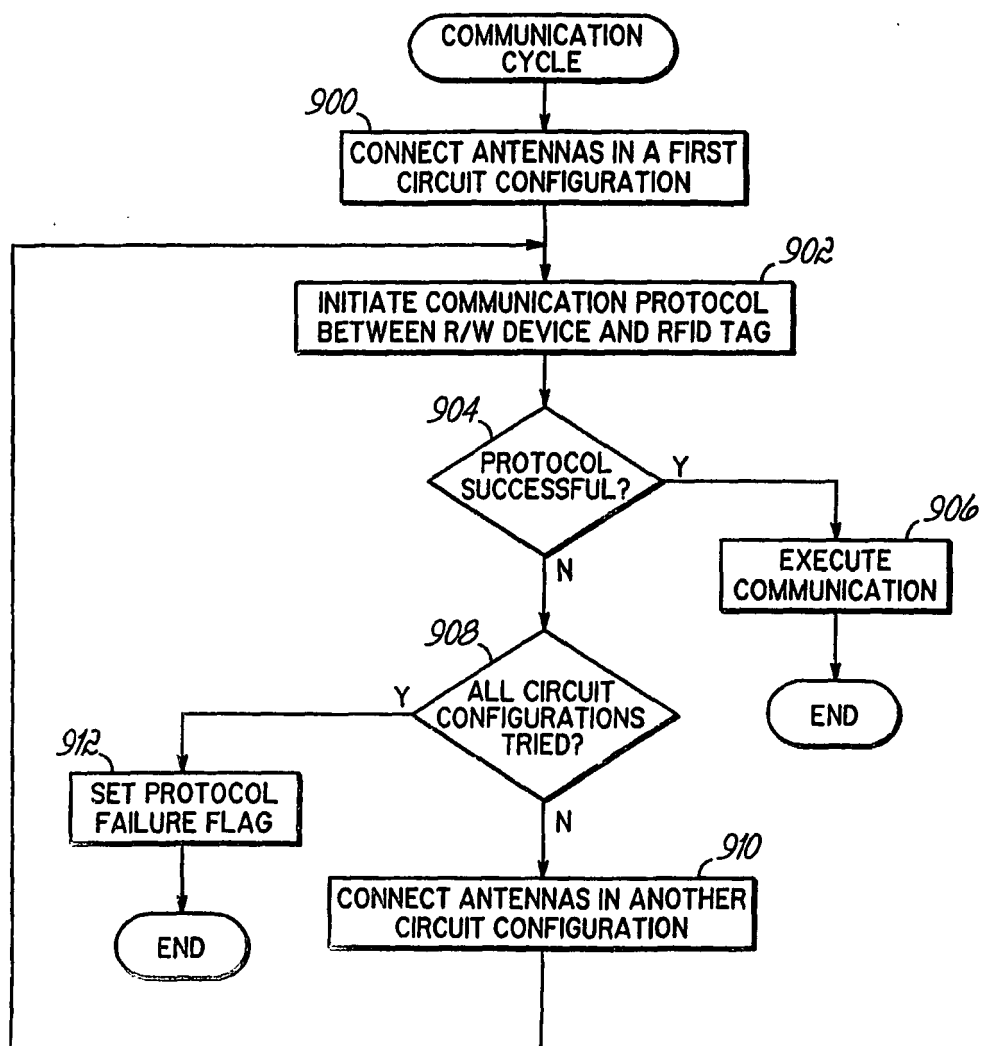 COMMUNICATION
CYCLE
900
CONNECT ANTENNAS IN A FIRST
CIRCUIT CONFIGURATION
902
INITIATE COMMUNICATION PROTOCOL
BETWEEN R/W DEVICE AND RFID TAG
904
PROTOCOL
SUCCESSFUL?
Y
N
906
EXECUTE
COMMUNICATION
END
908
ALL CIRCUIT
CONFIGURATIONS
TRIED?
Y
N
912
SET PROTOCOL
FAILURE FLAG
END
910
CONNECT ANTENNAS IN ANOTHER
CIRCUIT CONFIGURATION